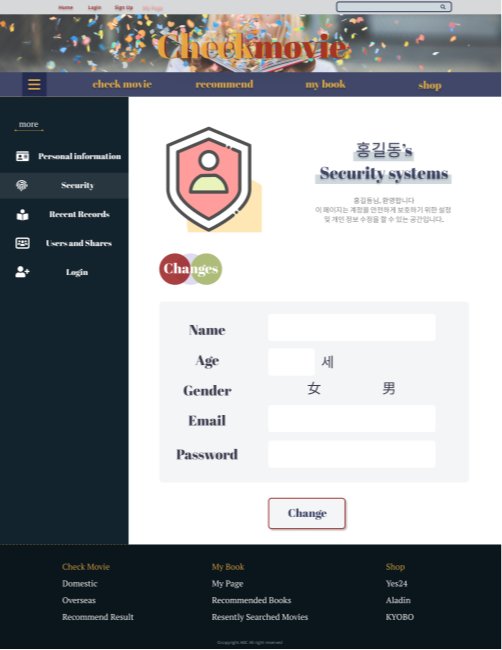 Home Login Sign Up My Page
Checkmovie
check movie recommend my book shop
more
Personal information
Security
Recent Records
Users and Shares
Login
홍길동's
Security systems
홍길동님, 환영합니다
이 페이지는 계정을 안전하게 보호하기 위한 설정
및 개인 정보 수정을 할 수 있는 공간입니다.
Changes
Name
Age 세
Gender 女 男
Email
Password
Change
Check Movie My Book Shop
Domestic My Page Yes24
Overseas Recommended Books Aladin
Recommend Result Resently Searched Movies KYOBO
All right reserved